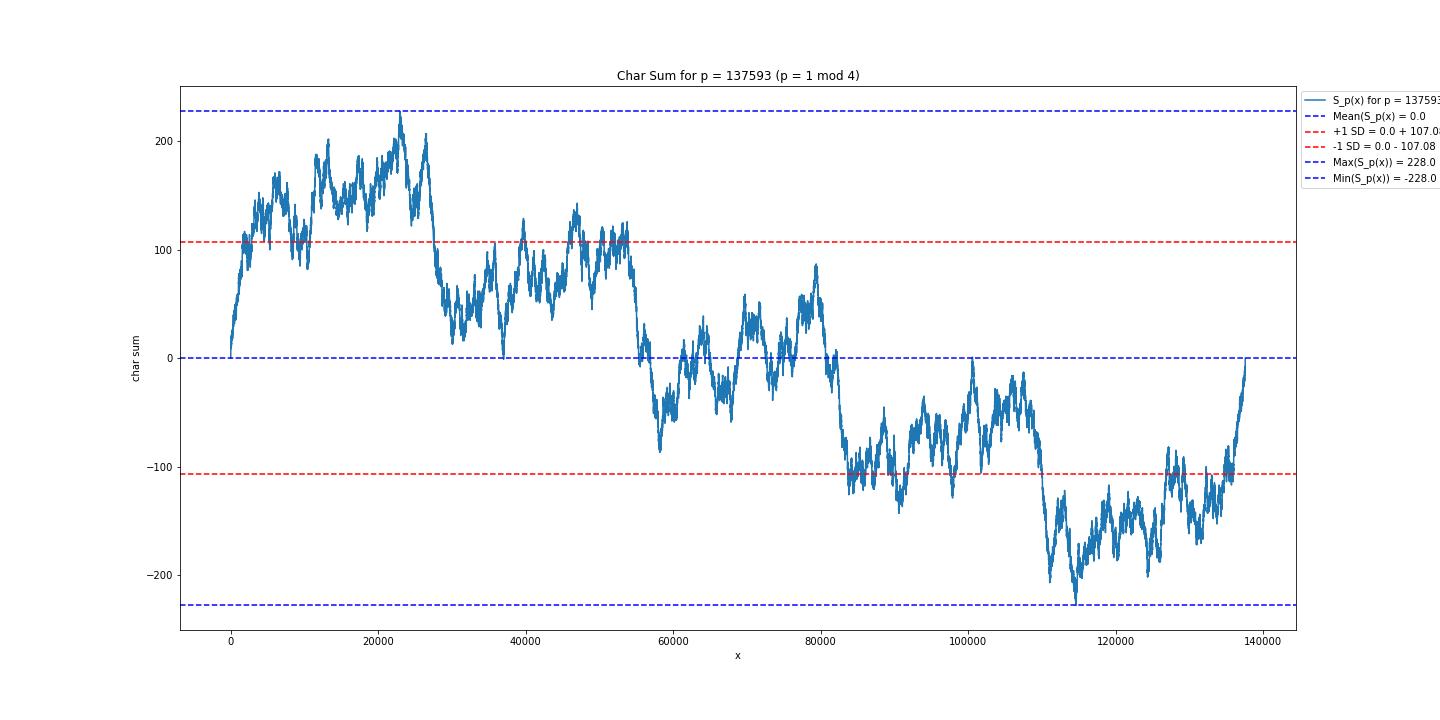 Char Sum for p = 137593 (p = 1 mod 4)
S_p(x) for p = 137593
Mean(S_p(x) = 0.0
+1 SD = 0.0 + 107.08
-1 SD = 0.0 - 107.08
Max(S_p(x)) = 228.0
Min(S_p(x)) = -228.0
char sum
200
100
0
−100
−200
0 20000 40000 60000 80000 100000 120000 140000
x